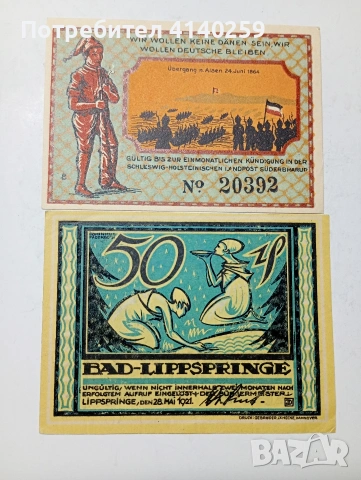 Потребител 4140259
WIR WOLLEN KEINE DÄNEN SEIN, WIR
WOLLEN DEUTSCHE BLEIBEN
Übergang n. Alsen 24 Juni 1864
GÜLTIG BIS ZUR EINMONATLICHEN KÜNDIGUNG IN DER
SCHLESWIG-HOLSTEINISCHEN LANDPOST SÜDERBRARUP
No 20392
50
BAD-LIPPSPRINGE
UNGÜLTIG, WENN NICHT INNERHALB ZWEI MONATEN NACH
ERFOLGTEM AUFRUF EINGELÖST: DER BÜRGERMEISTER
LIPPSPRINGE, DEN 28. MAI 1921.
BAZAR